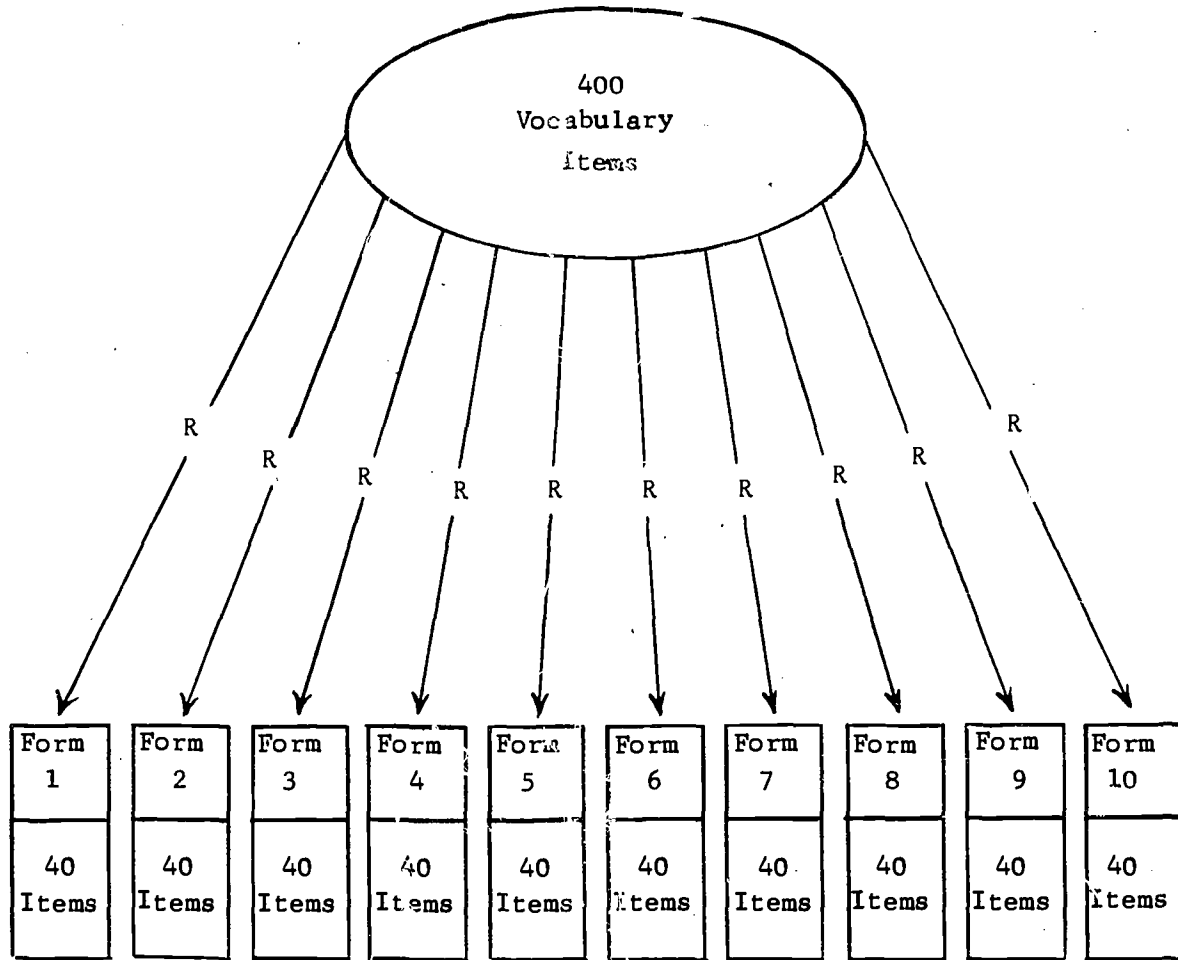 400
Vocabulary
Items
R
R
R
R
R
R
R
R
R
R
Form Form Form Form Form Form Form Form Form Form
1 2 3 4 5 6 7 8 9 10
40 40 40 40 40 40 40 40 40 40
Items Items Items Items Items Items Items Items Items Items